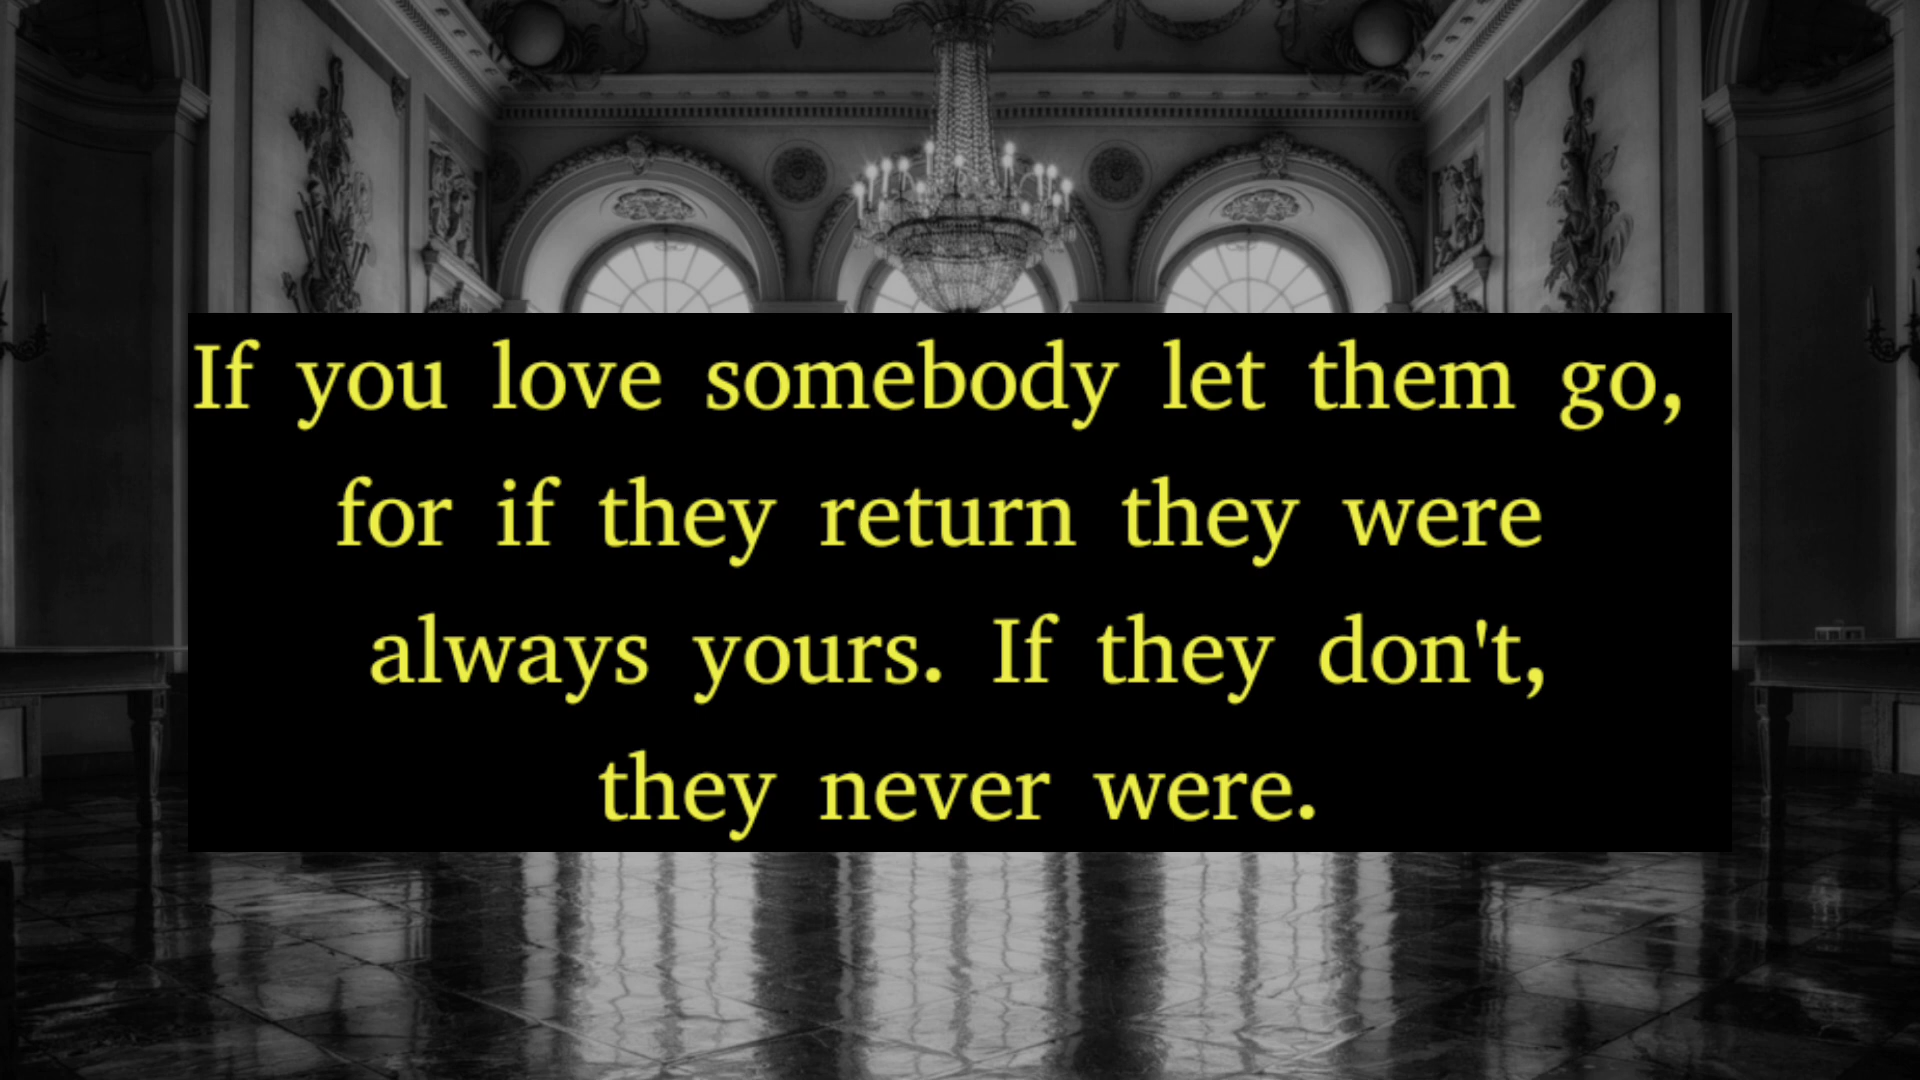 If you love somebody let them go,
for if they return they were
always yours. If they don't,
they never were.